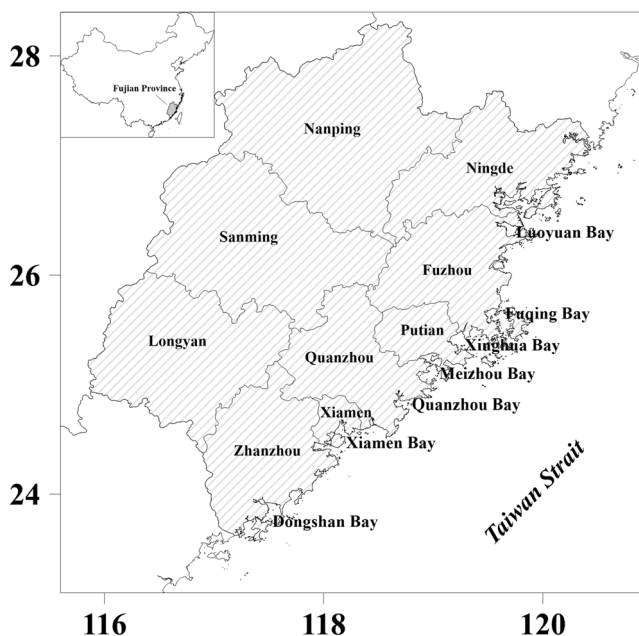 28
Fujian Province
Nanping
Ningde
Sanming
Luoyuan Bay
26
Fuzhou
Fuqing Bay
Putian
Longyan
Xinghua Bay
Quanzhou
Meizhou Bay
Quanzhou Bay
Xiamen
Xiamen Bay
Zhanzhou
24
Taiwan Strait
Dongshan Bay
116
118
120